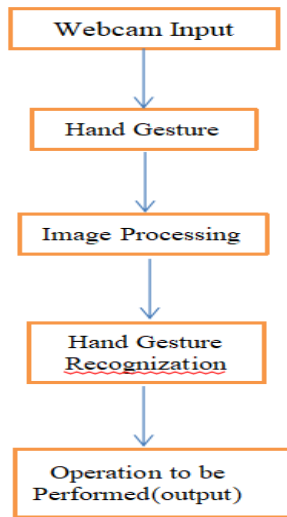 Webcam Input
Hand Gesture
Image Processing
Hand Gesture
Recognization
Operation to be
Performed(output)